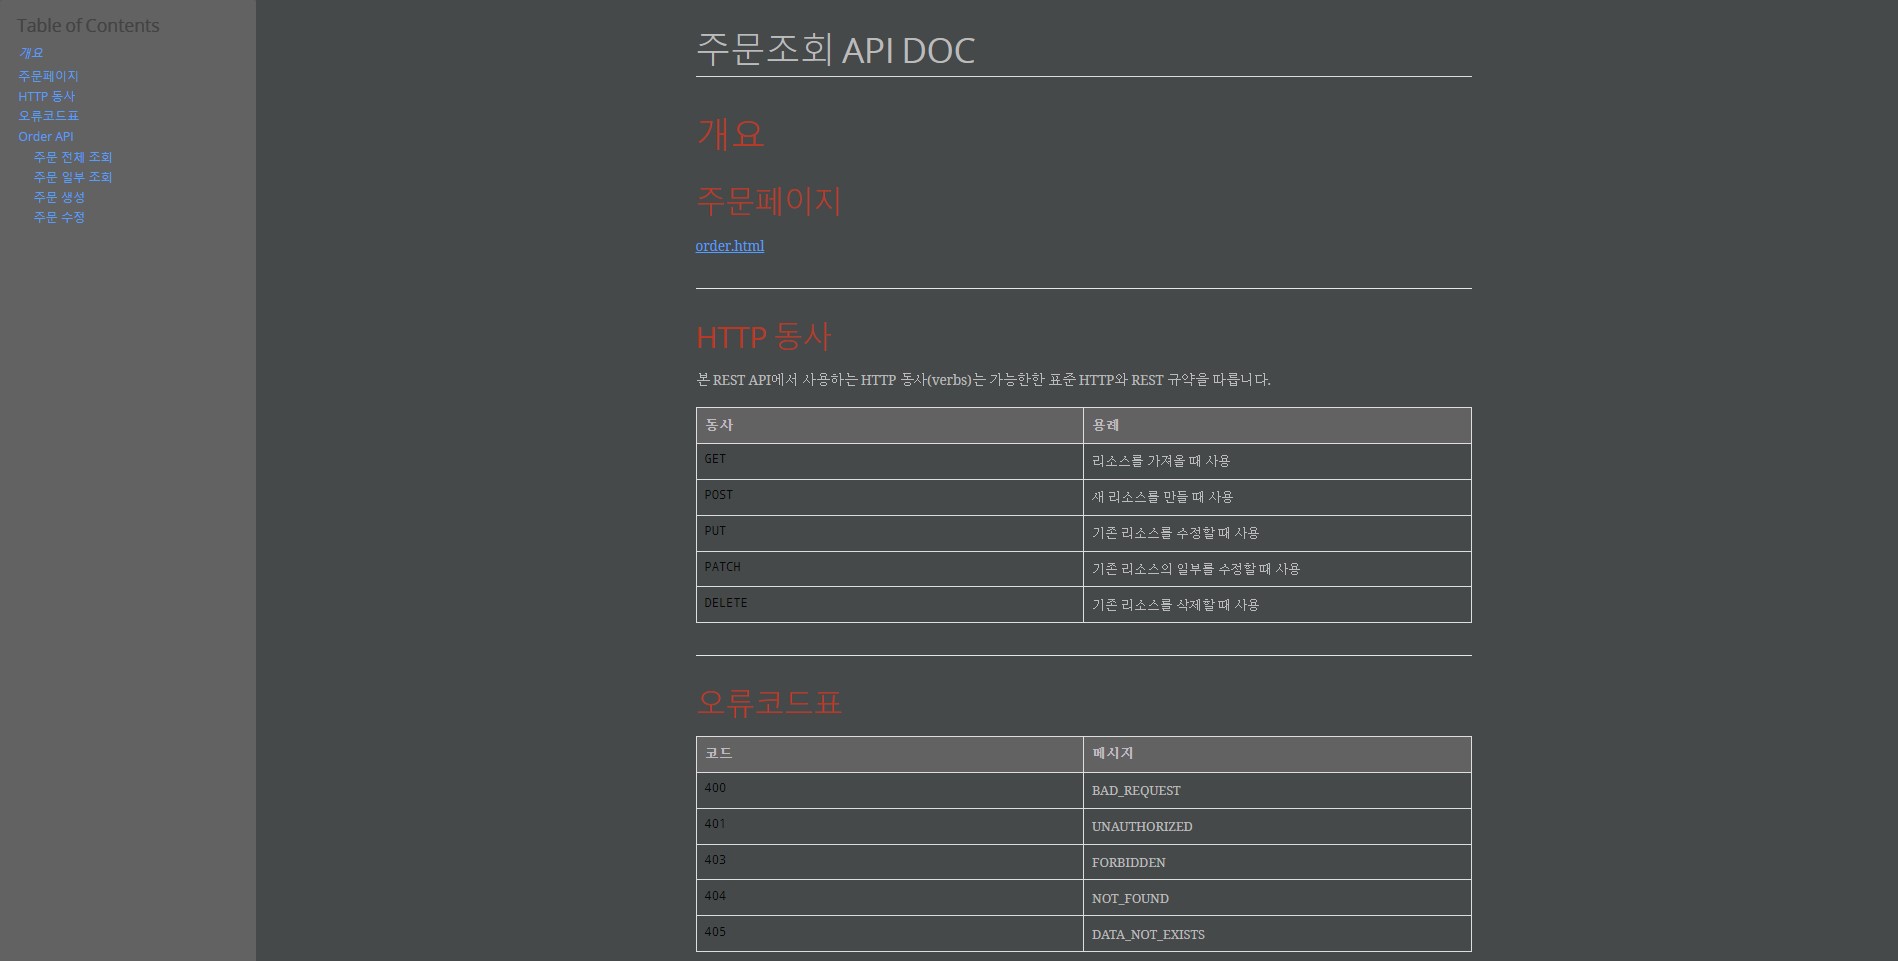 Table of Contents
개요
주문페이지
HTTP 동사
오류코드표
Order API
주문 전체 조회
주문 일부 조회
주문 생성
주문 수정
주문조회 API DOC
개요
주문페이지
order.html
HTTP 동사
본 REST API에서 사용하는 HTTP 동사(verbs)는 가능한한 표준 HTTP와 REST 규약을 따릅니다.
동사 용례
GET 리소스를 가져올 때 사용
POST 새 리소스를 만들 때 사용
PUT 기존 리소스를 수정할 때 사용
PATCH 기존 리소스의 일부를 수정할 때 사용
DELETE 기존 리소스를 삭제할 때 사용
오류코드표
코드 메시지
400 BAD_REQUEST
401 UNAUTHORIZED
403 FORBIDDEN
404 NOT_FOUND
405 DATA_NOT_EXISTS